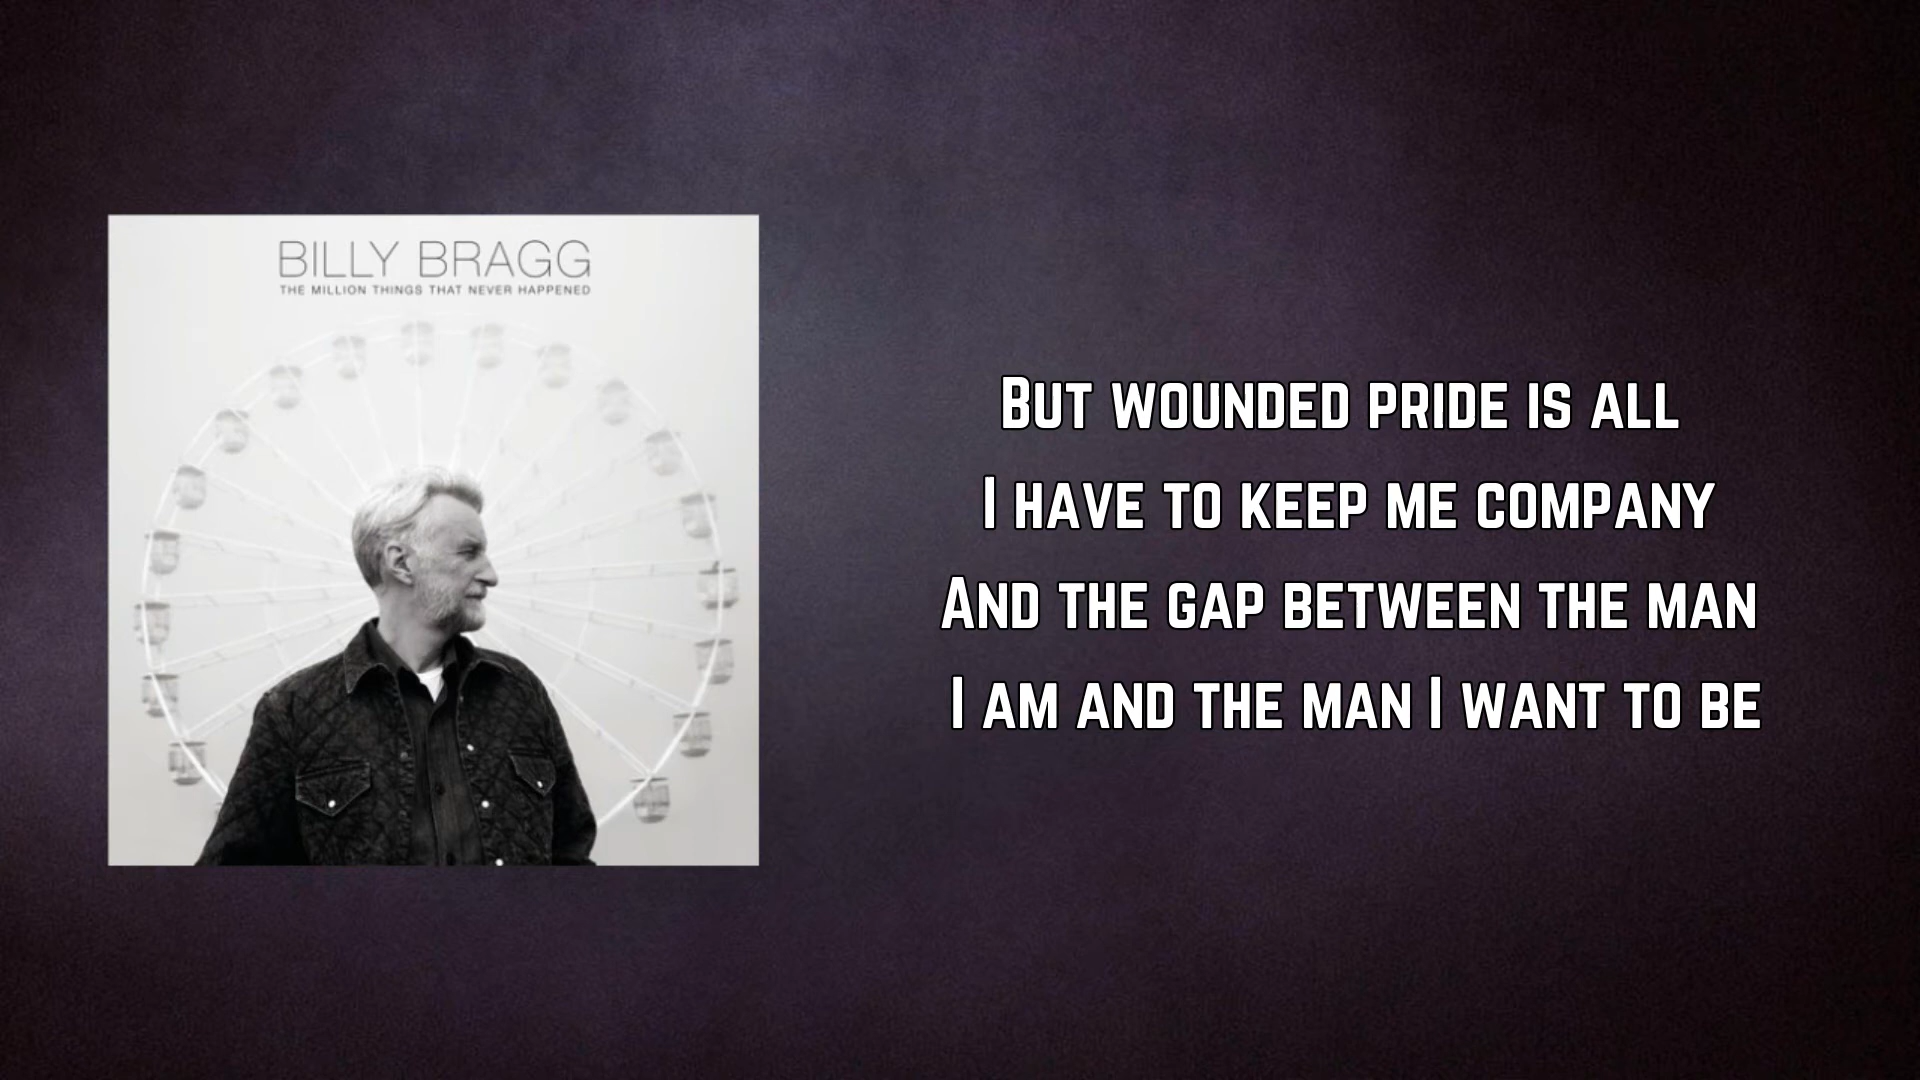 BILLY BRAGG
THE MILLION THINGS THAT NEVER HAPPENED
But wounded pride is all
I have to keep me company
And the gap between the man
I am and the man I want to be